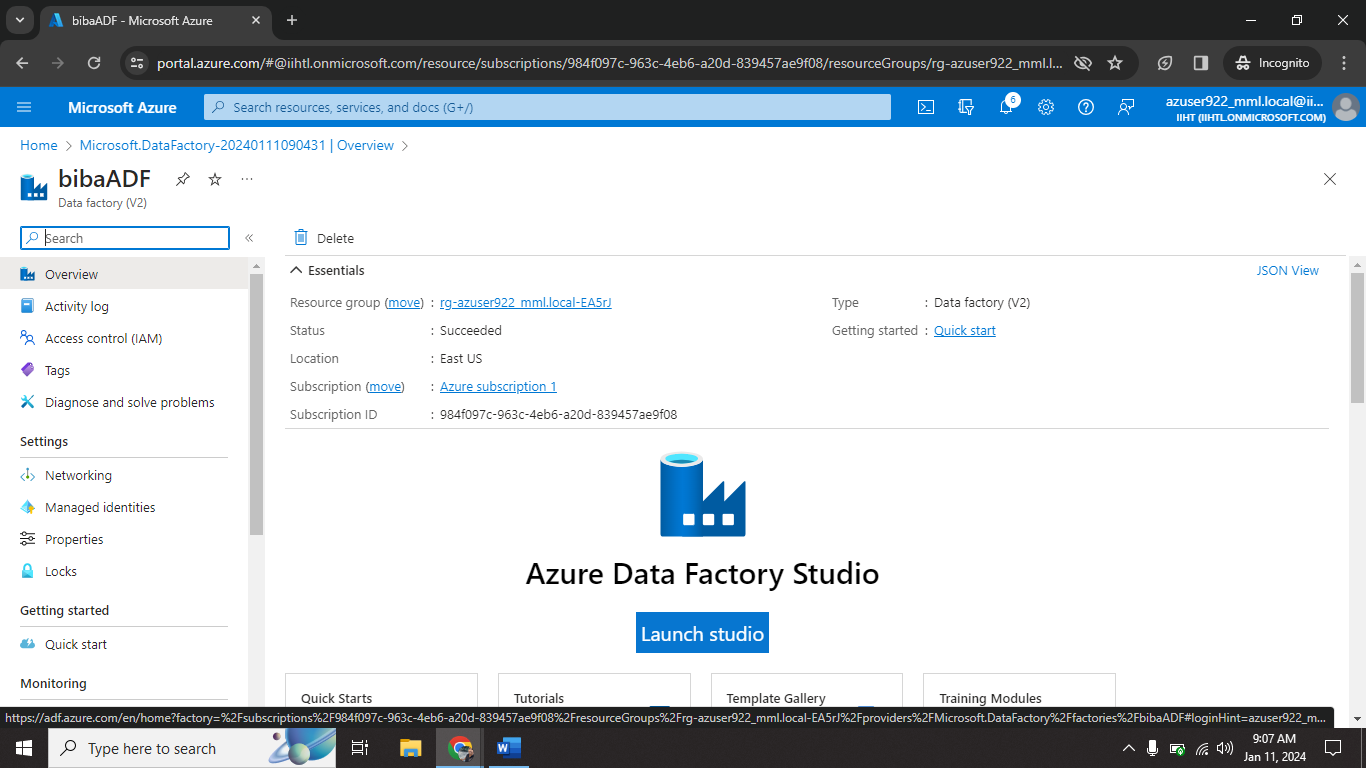 bibaADF - Microsoft Azure
portal.azure.com/#@iihtl.onmicrosoft.com/resource/subscriptions/984f097c-963c-4eb6-a20d-839457ae9f08/resourceGroups/rg-azuser922_mml.l...
Incognito
Microsoft Azure
Search resources, services, and docs (G+/)
6
azuser922_mml.local@ii...
IIHT (IIHTL.ONMICROSOFT.COM)
Home > Microsoft.DataFactory-20240111090431 | Overview >
bibaADF
Data factory (V2)
Search
Delete
Overview
Activity log
Access control (IAM)
Tags
Diagnose and solve problems
Settings
Networking
Managed identities
Properties
Locks
Getting started
Quick start
Monitoring
Essentials
JSON View
Resource group (move) : rg-azuser922_mml.local-EA5rJ
Status : Succeeded
Location : East US
Subscription (move) : Azure subscription 1
Subscription ID : 984f097c-963c-4eb6-a20d-839457ae9f08
Type : Data factory (V2)
Getting started : Quick start
Azure Data Factory Studio
Launch studio
Quick Starts
Tutorials
Template Gallery
Training Modules
https://adf.azure.com/en/home?factory=%2Fsubscriptions%2F984f097c-963c-4eb6-a20d-839457ae9f08%2FresourceGroups%2Frg-azuser922_mml.local-EA5rJ%2Fproviders%2FMicrosoft.DataFactory%2Ffactories%2FbibaADF#loginHint=azuser922_m...
Type here to search
9:07 AM
Jan 11, 2024